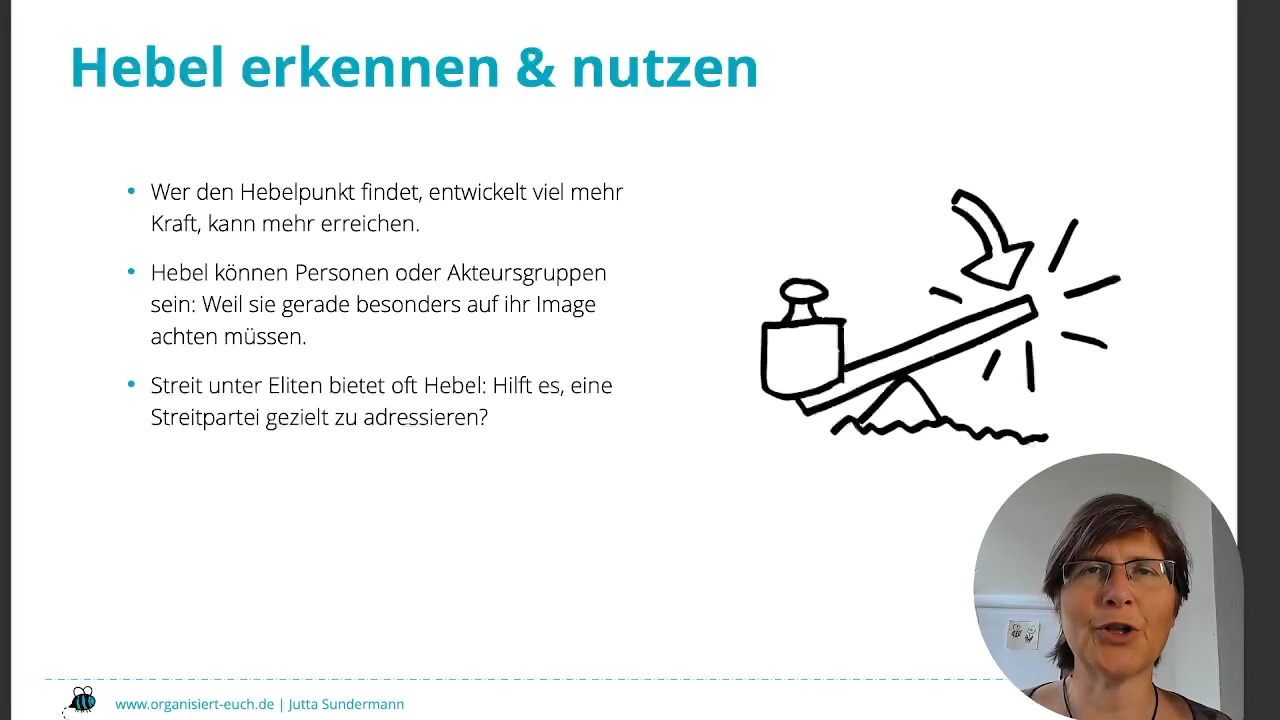 Hebel erkennen & nutzen
• Wer den Hebelpunkt findet, entwickelt viel mehr
Kraft, kann mehr erreichen.
• Hebel können Personen oder Akteursgruppen
sein: Weil sie gerade besonders auf ihr Image
achten müssen.
• Streit unter Eliten bietet oft Hebel: Hilft es, eine
Streitpartei gezielt zu adressieren?
www.organisiert-euch.de | Jutta Sundermann